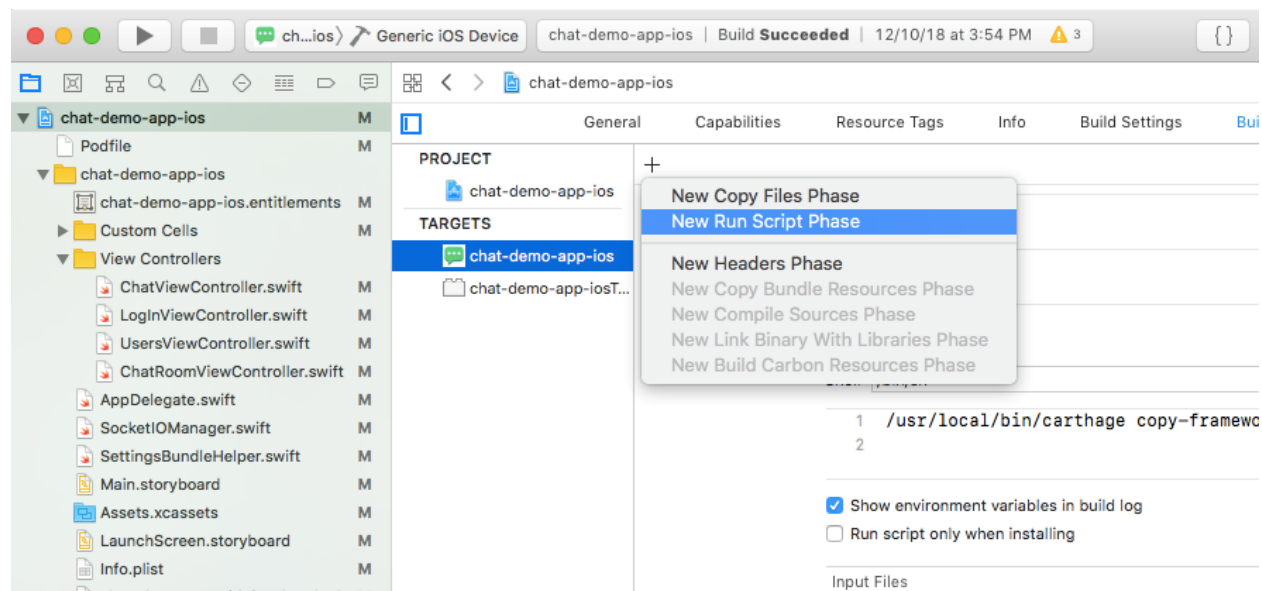 ch...ios⟩ Generic iOS Device
chat-demo-app-ios | Build Succeeded | 12/10/18 at 3:54 PM 3
{}
chat-demo-app-ios
chat-demo-app-ios M
Podfile M
chat-demo-app-ios
chat-demo-app-ios.entitlements M
Custom Cells M
View Controllers
ChatViewController.swift M
LogInViewController.swift M
UsersViewController.swift M
ChatRoomViewController.swift M
AppDelegate.swift M
SocketIOManager.swift M
SettingsBundleHelper.swift M
Main.storyboard M
Assets.xcassets M
LaunchScreen.storyboard M
Info.plist M
General Capabilities Resource Tags Info Build Settings Bui
PROJECT
chat-demo-app-ios
TARGETS
chat-demo-app-ios
chat-demo-app-iosT...
+
New Copy Files Phase
New Run Script Phase
New Headers Phase
New Copy Bundle Resources Phase
New Compile Sources Phase
New Link Binary With Libraries Phase
New Build Carbon Resources Phase
1 /usr/local/bin/carthage copy-framewo
2
Show environment variables in build log
Run script only when installing
Input Files